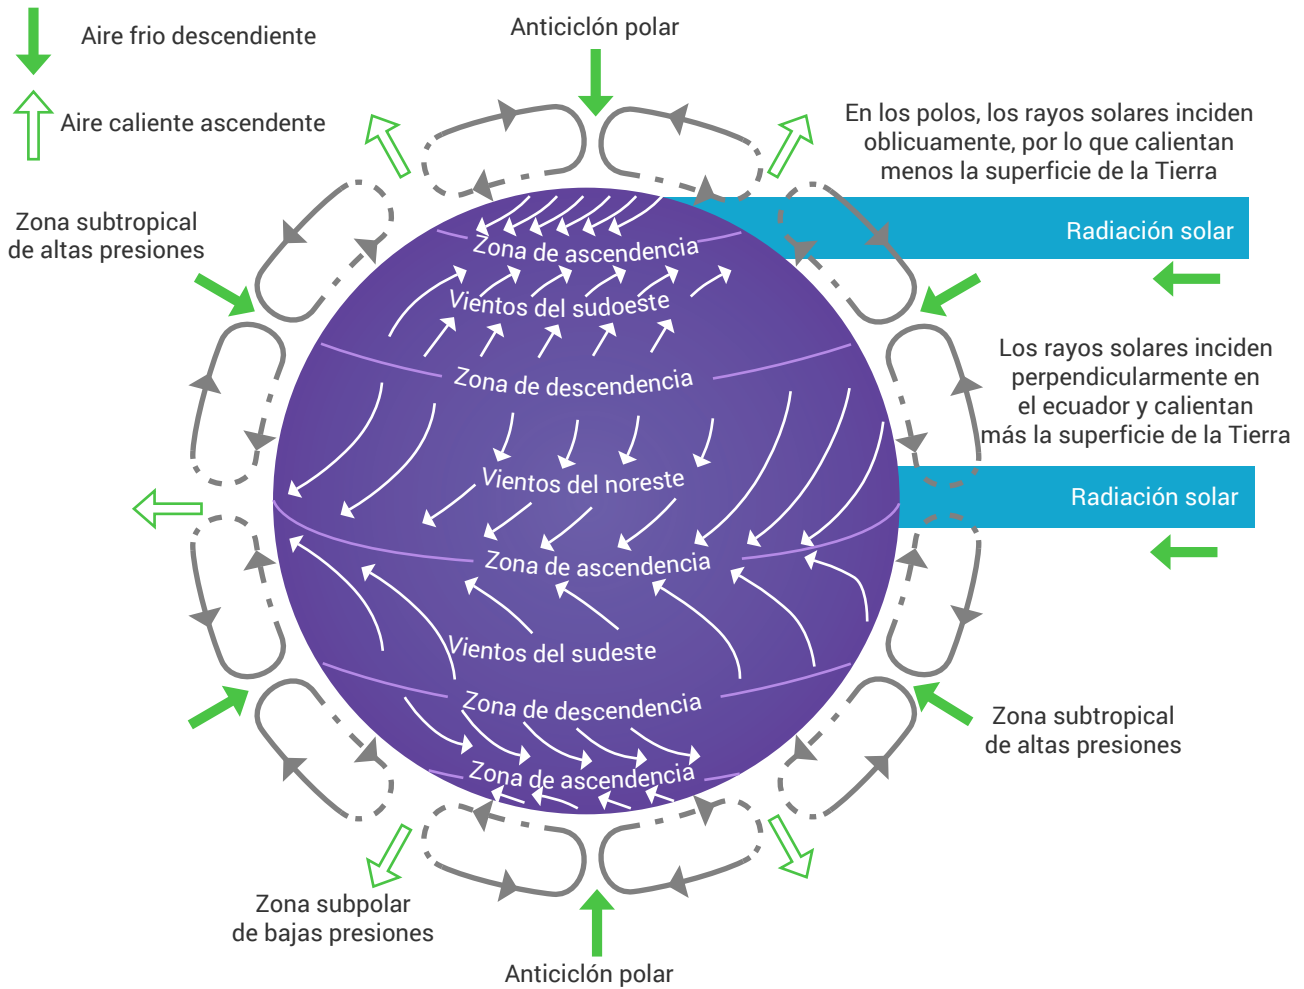 Aire frio descendiente
Aire caliente ascendente
Anticiclón polar
En los polos, los rayos solares inciden
oblicuamente, por lo que calientan
menos la superficie de la Tierra
Radiación solar
Zona subtropical
de altas presiones
Zona de ascendencia
Vientos del sudoeste
Zona de descendencia
Los rayos solares inciden
perpendicularmente en
el ecuador y calientan
más la superficie de la Tierra
Vientos del noreste
Radiación solar
Zona de ascendencia
Vientos del sudeste
Zona de descendencia
Zona subtropical
de altas presiones
Zona de ascendencia
Zona subpolar
de bajas presiones
Anticiclón polar